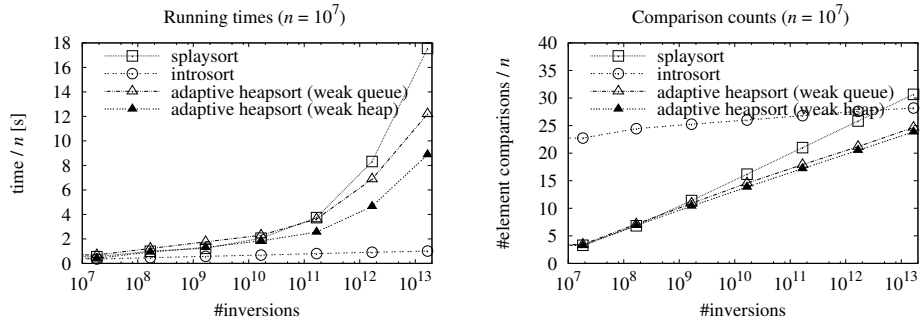 Running times (n = 10^7)
18
16
14
12
10
8
6
4
2
0
time / n [s]
splaysort
introsort
adaptive heapsort (weak queue)
adaptive heapsort (weak heap)
10^7 10^8 10^9 10^10 10^11 10^12 10^13
#inversions
Comparison counts (n = 10^7)
40
35
30
25
20
15
10
5
0
#element comparisons / n
splaysort
introsort
adaptive heapsort (weak queue)
adaptive heapsort (weak heap)
10^7 10^8 10^9 10^10 10^11 10^12 10^13
#inversions